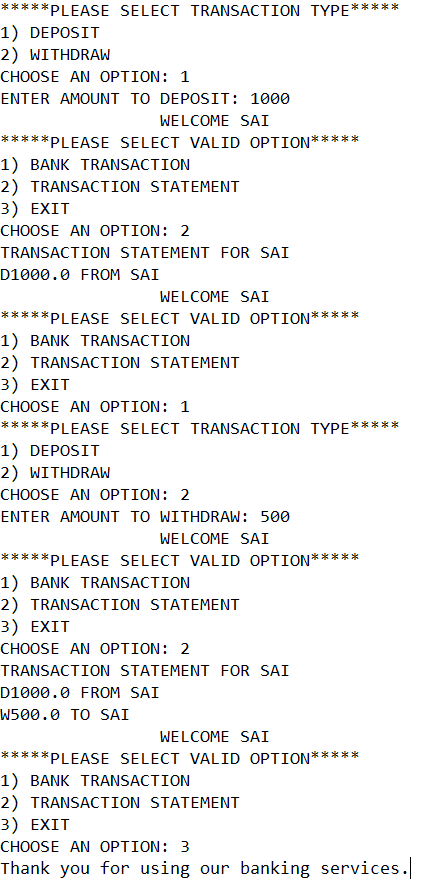 *****PLEASE SELECT TRANSACTION TYPE*****
1) DEPOSIT
2) WITHDRAW
CHOOSE AN OPTION: 1
ENTER AMOUNT TO DEPOSIT: 1000
WELCOME SAI
*****PLEASE SELECT VALID OPTION*****
1) BANK TRANSACTION
2) TRANSACTION STATEMENT
3) EXIT
CHOOSE AN OPTION: 2
TRANSACTION STATEMENT FOR SAI
D1000.0 FROM SAI
WELCOME SAI
*****PLEASE SELECT VALID OPTION*****
1) BANK TRANSACTION
2) TRANSACTION STATEMENT
3) EXIT
CHOOSE AN OPTION: 1
*****PLEASE SELECT TRANSACTION TYPE*****
1) DEPOSIT
2) WITHDRAW
CHOOSE AN OPTION: 2
ENTER AMOUNT TO WITHDRAW: 500
WELCOME SAI
*****PLEASE SELECT VALID OPTION*****
1) BANK TRANSACTION
2) TRANSACTION STATEMENT
3) EXIT
CHOOSE AN OPTION: 2
TRANSACTION STATEMENT FOR SAI
D1000.0 FROM SAI
W500.0 TO SAI
WELCOME SAI
*****PLEASE SELECT VALID OPTION*****
1) BANK TRANSACTION
2) TRANSACTION STATEMENT
3) EXIT
CHOOSE AN OPTION: 3
Thank you for using our banking services.